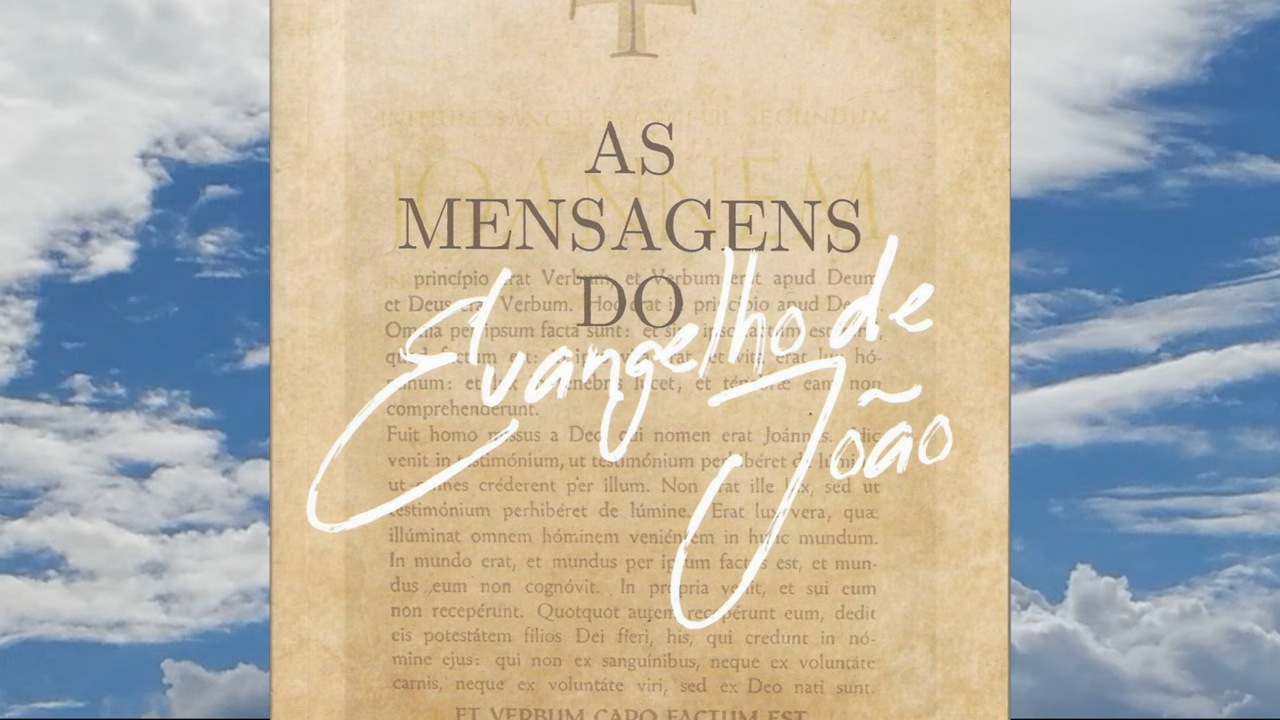 INITIUM SANCTI EVANGELII SECUNDUM
JOANNEM
AS
MENSAGENS
DO
Evangelho de
João
princípio erat Verbum, et Verbum erat apud Deum
et Deus erat Verbum. Hoc erat in princípio apud Deum
Omnia per ipsum facta sunt: et sine ipso factum est
quod factum est: in ipso vita erat, et vita erat lux hó-
minum: et lux in ténebris lucet, et ténebræ eam non
comprehendérunt.
Fuit homo missus a Deo cui nomen erat Joánnes. Hic
venit in testimónium, ut testimónium perhibéret de lúmine
ut omnes créderent per illum. Non erat ille lux, sed ut
testimónium perhibéret de lúmine. Erat lux vera, quæ
illúminat omnem hóminem veniéntem in hunc mundum.
In mundo erat, et mundus per ipsum factus est, et mun-
dus eum non cognóvit. In propria venit, et sui eum
non recepérunt. Quotquot autem recepérunt eum, dedit
eis potestátem fílios Dei fíeri, his, qui credunt in nó-
mine ejus: qui non ex sanguínibus, neque ex voluntáte
carnis, neque ex voluntáte viri, sed ex Deo nati sunt.
ET VERBUM CARO FACTUM EST